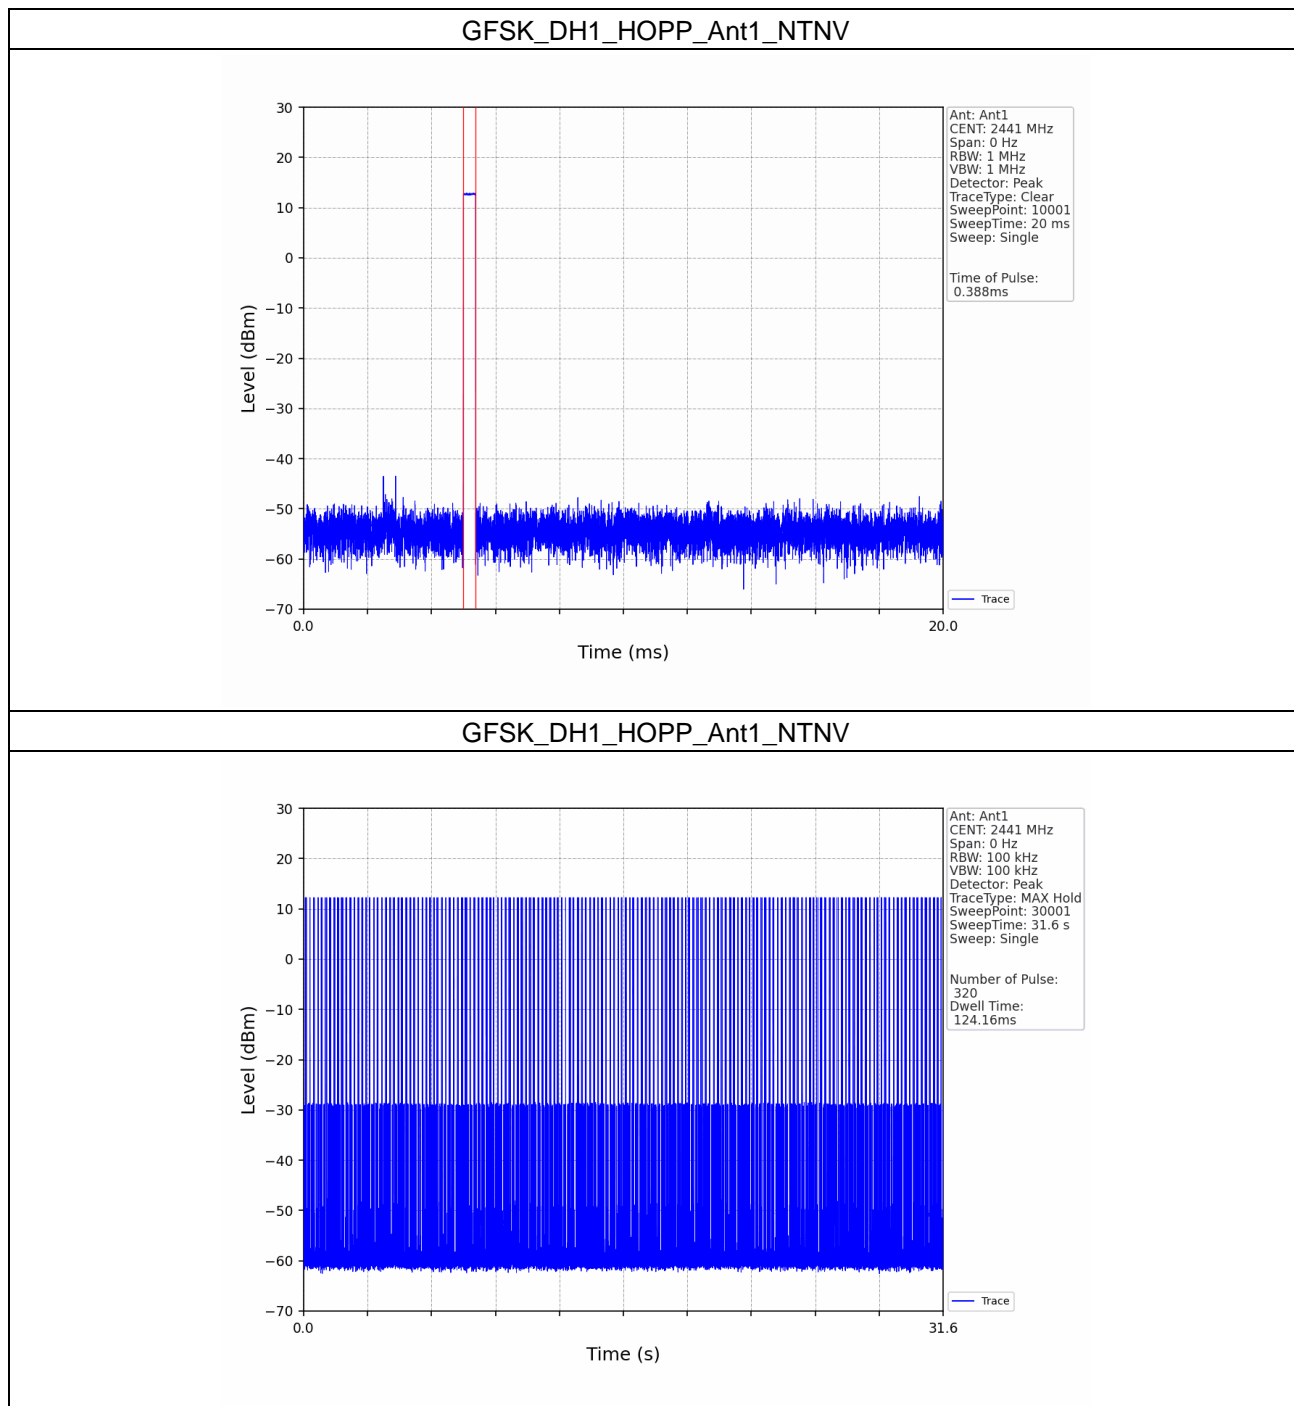 GFSK_DH1_HOPP_Ant1_NTNV
30
20
10
0
−10
−20
−30
−40
−50
−60
−70
Level (dBm)
0.0
20.0
Time (ms)
Ant: Ant1
CENT: 2441 MHz
Span: 0 Hz
RBW: 1 MHz
VBW: 1 MHz
Detector: Peak
TraceType: Clear
SweepPoint: 10001
SweepTime: 20 ms
Sweep: Single
Time of Pulse:
0.388ms
Trace
GFSK_DH1_HOPP_Ant1_NTNV
30
20
10
0
−10
−20
−30
−40
−50
−60
−70
Level (dBm)
0.0
31.6
Time (s)
Ant: Ant1
CENT: 2441 MHz
Span: 0 Hz
RBW: 100 kHz
VBW: 100 kHz
Detector: Peak
TraceType: MAX Hold
SweepPoint: 30001
SweepTime: 31.6 s
Sweep: Single
Number of Pulse:
320
Dwell Time:
124.16ms
Trace